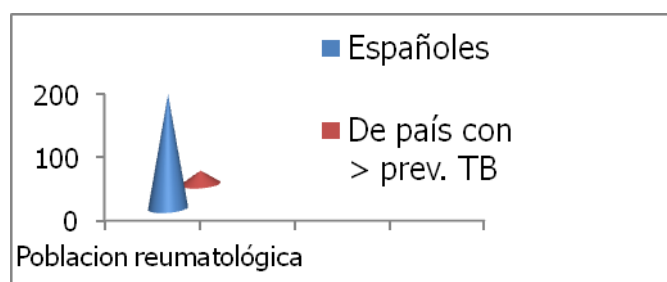 Españoles
De país con
> prev. TB
200
100
0
Poblacion reumatológica